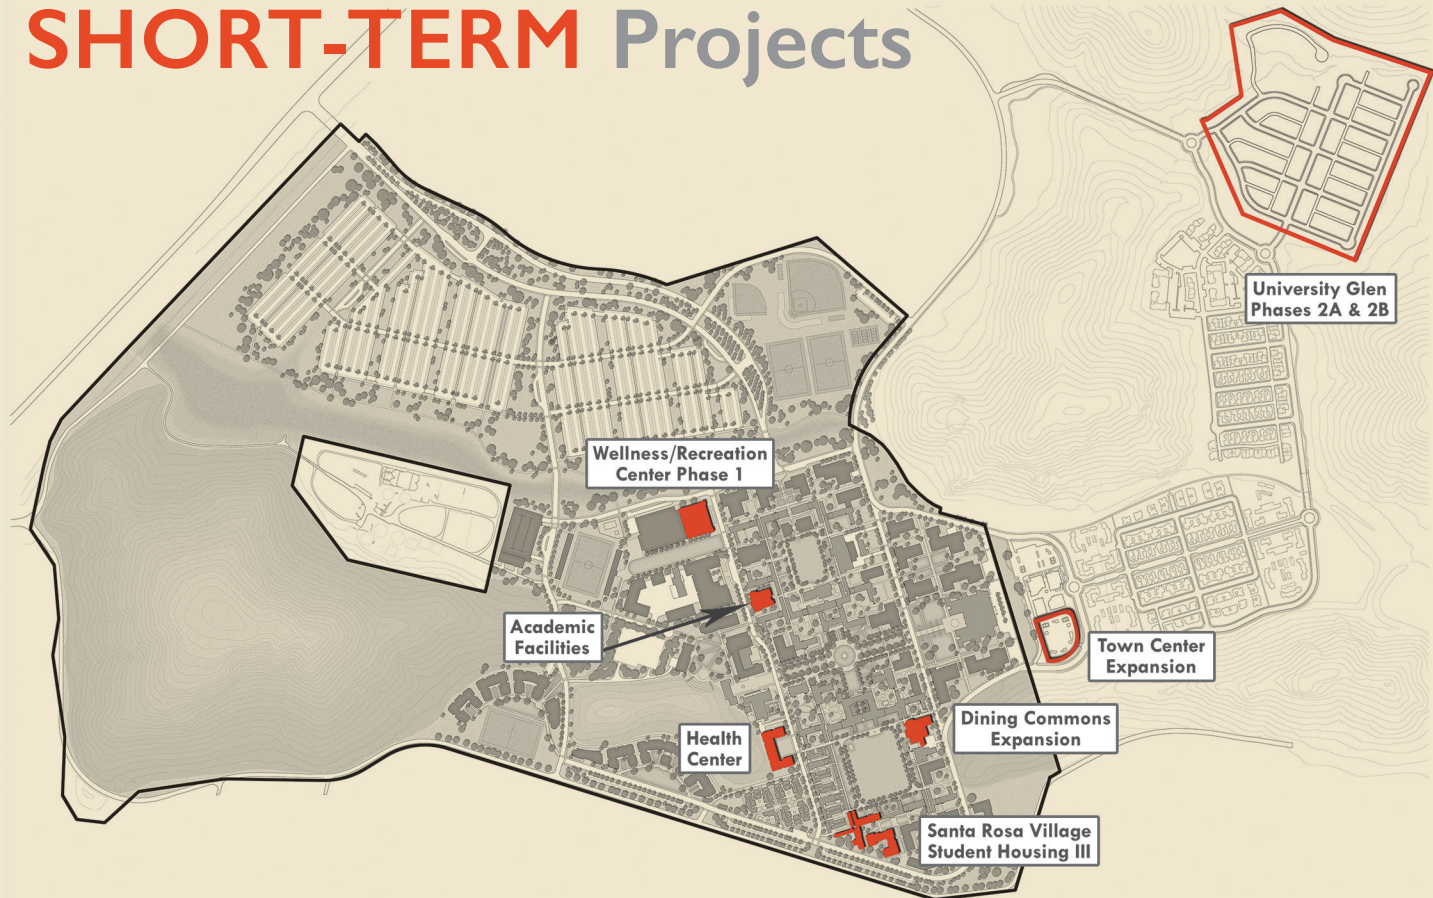 SHORT-TERM Projects
University Glen
Phases 2A & 2B
Wellness/Recreation
Center Phase 1
Academic
Facilities
Town Center
Expansion
Dining Commons
Expansion
Health
Center
Santa Rosa Village
Student Housing III